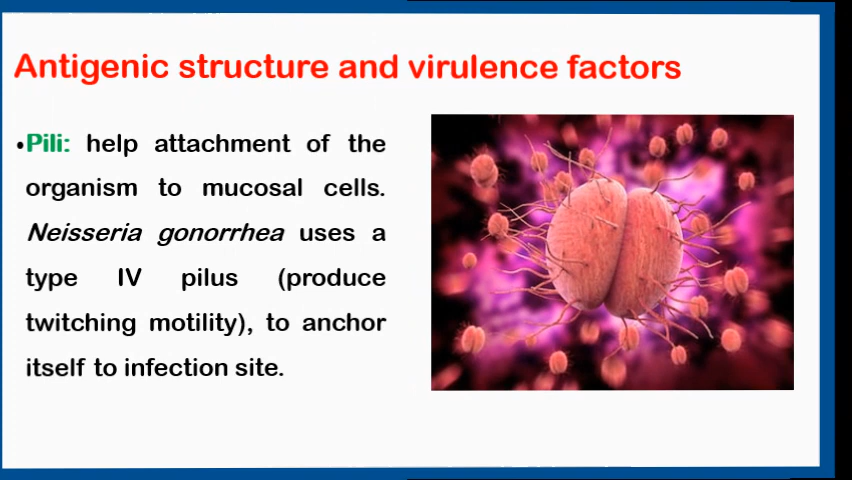 Antigenic structure and virulence factors
•Pili: help attachment of the
organism to mucosal cells.
Neisseria gonorrhea uses a
type IV pilus (produce
twitching motility), to anchor
itself to infection site.